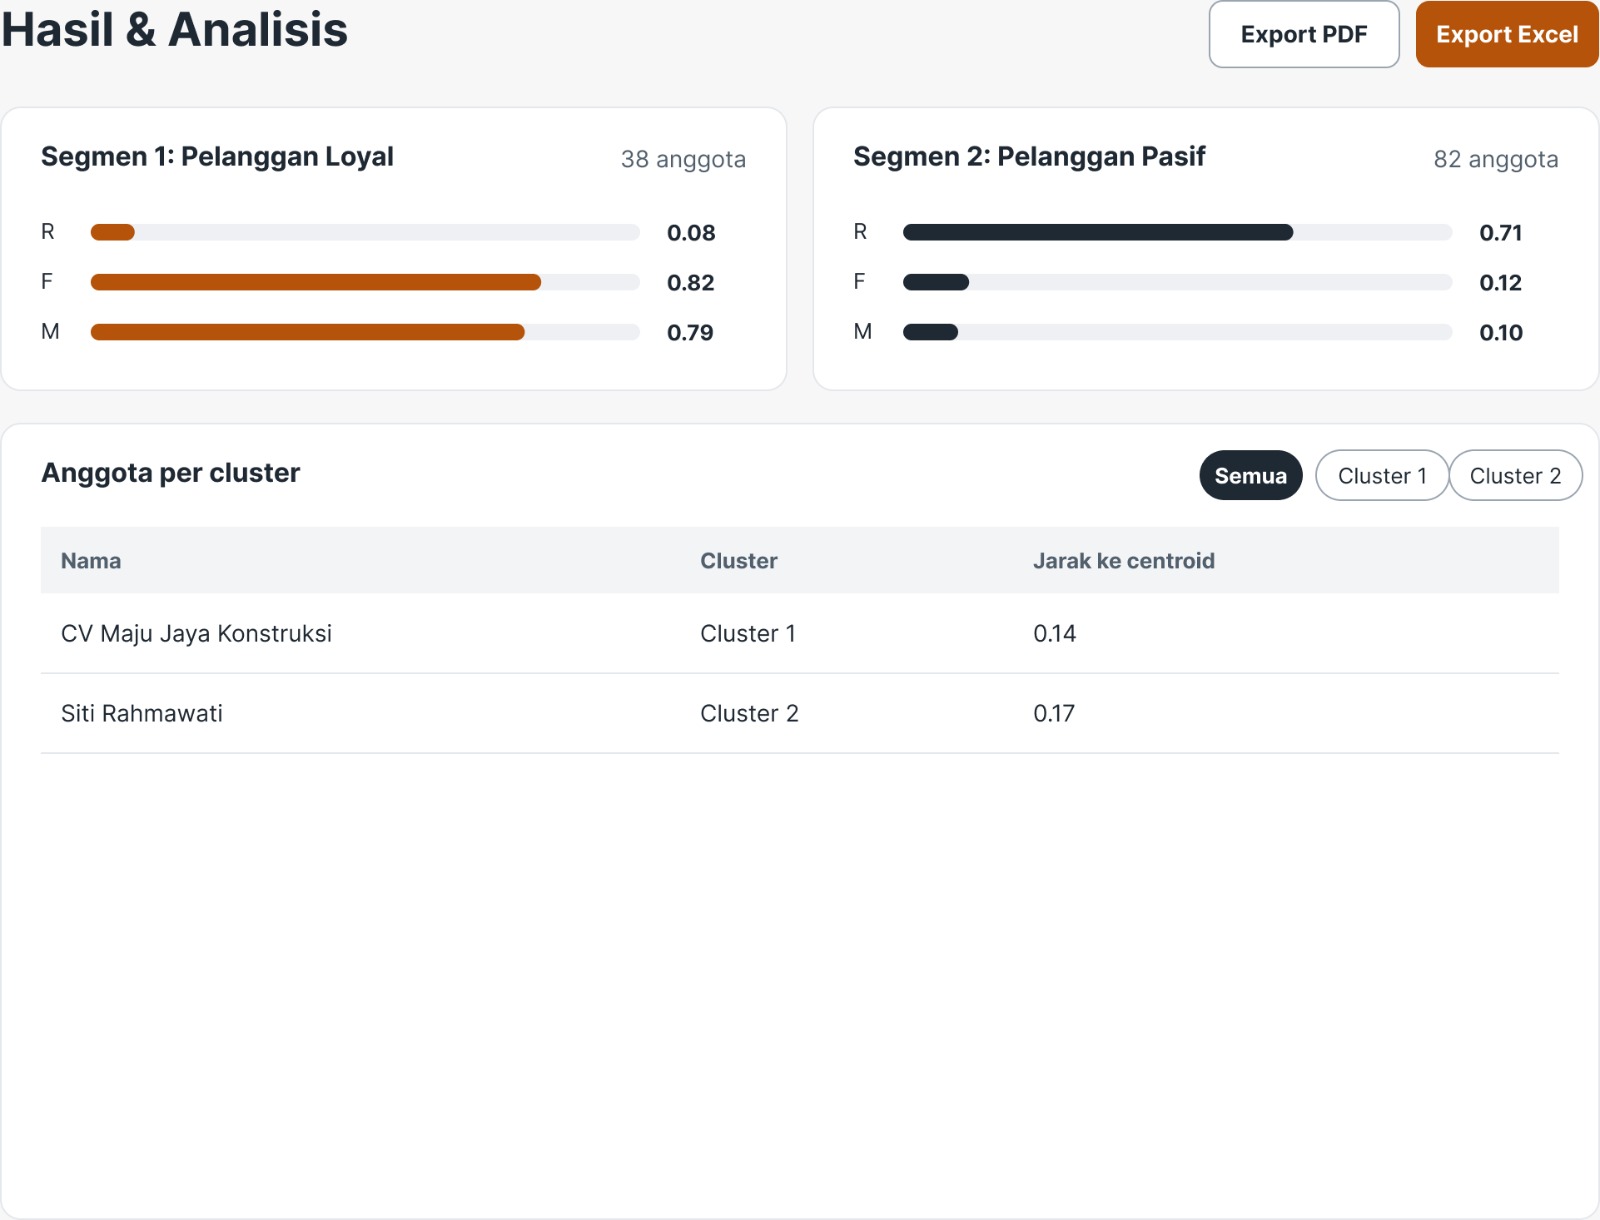 Hasil & Analisis
Export PDF
Export Excel
Segmen 1: Pelanggan Loyal
38 anggota
R
0.08
F
0.82
M
0.79
Segmen 2: Pelanggan Pasif
82 anggota
R
0.71
F
0.12
M
0.10
Anggota per cluster
Semua
Cluster 1
Cluster 2
Nama Cluster Jarak ke centroid
CV Maju Jaya Konstruksi Cluster 1 0.14
Siti Rahmawati Cluster 2 0.17